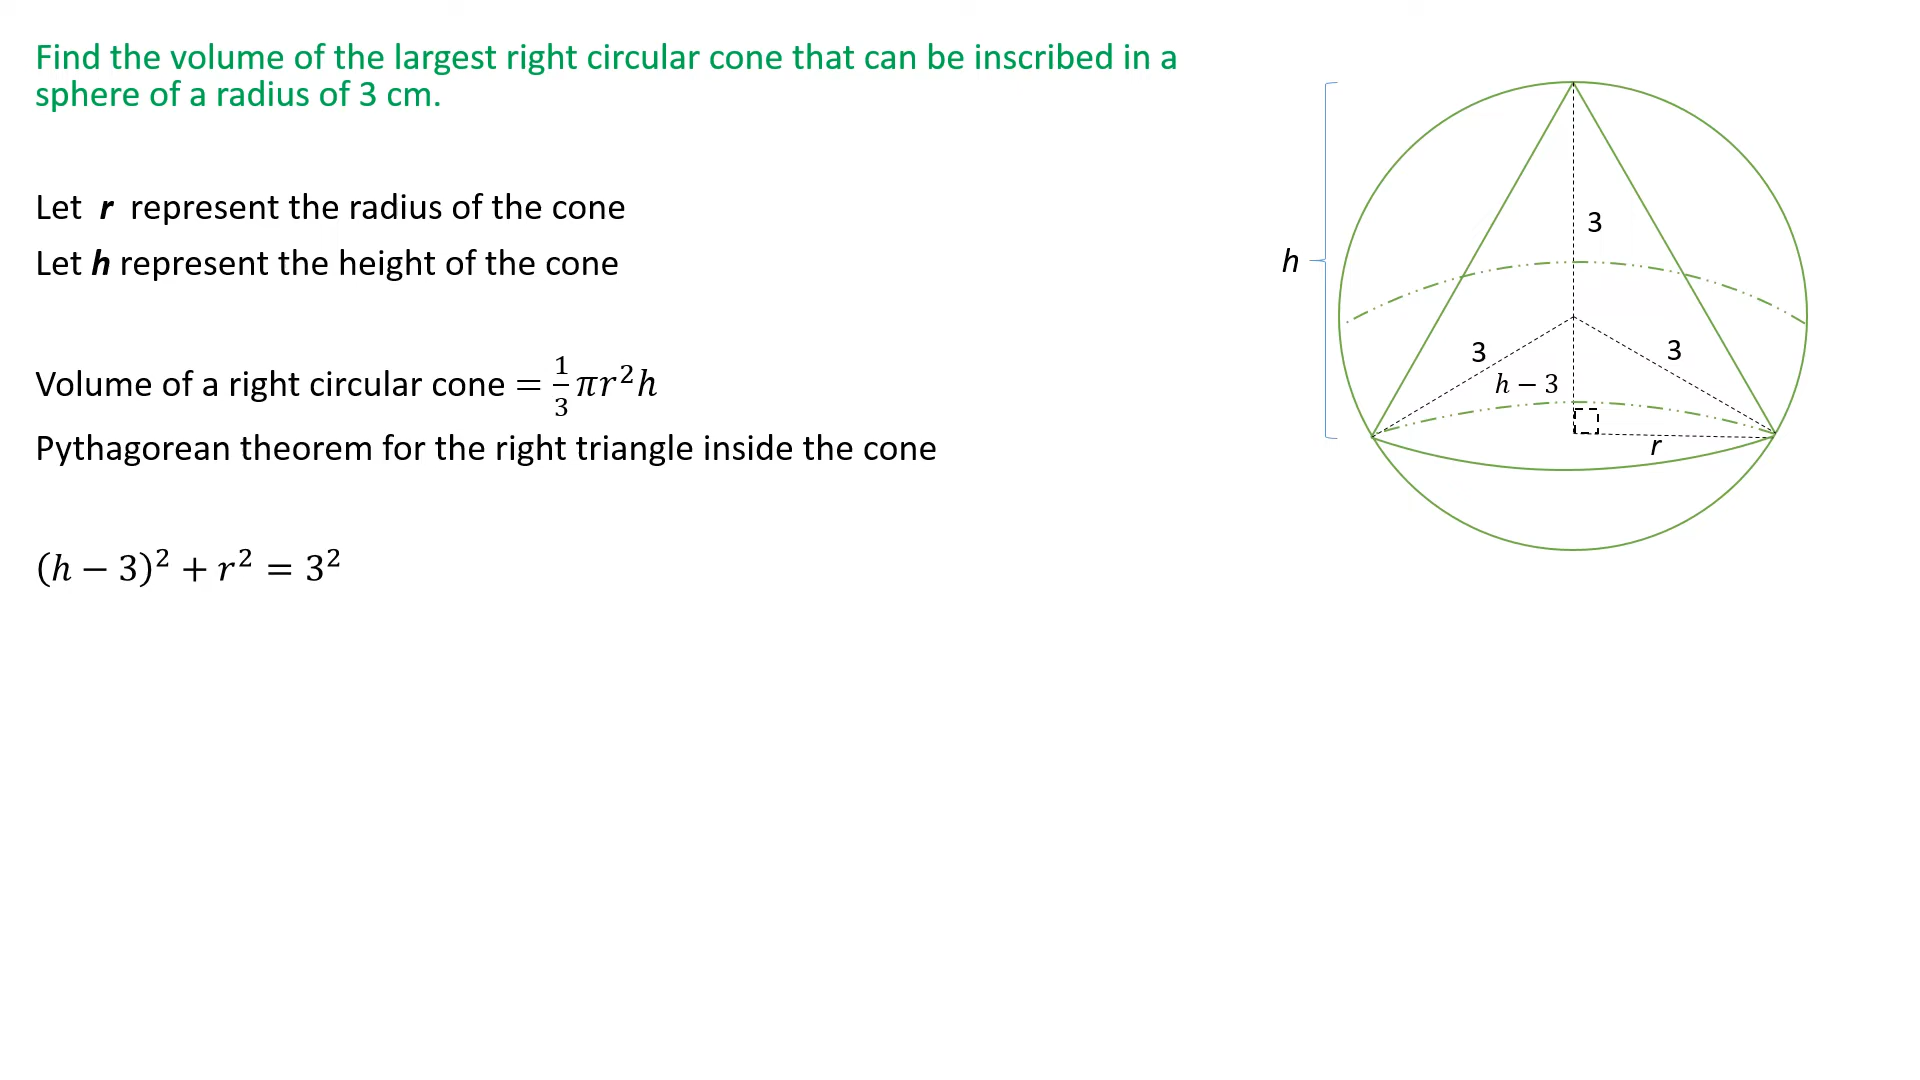 Find the volume of the largest right circular cone that can be inscribed in a
sphere of a radius of 3 cm.
Let r represent the radius of the cone
Let h represent the height of the cone
Volume of a right circular cone = 1/3 πr²h
Pythagorean theorem for the right triangle inside the cone
(h − 3)² + r² = 3²
3
h
3
3
h − 3
r